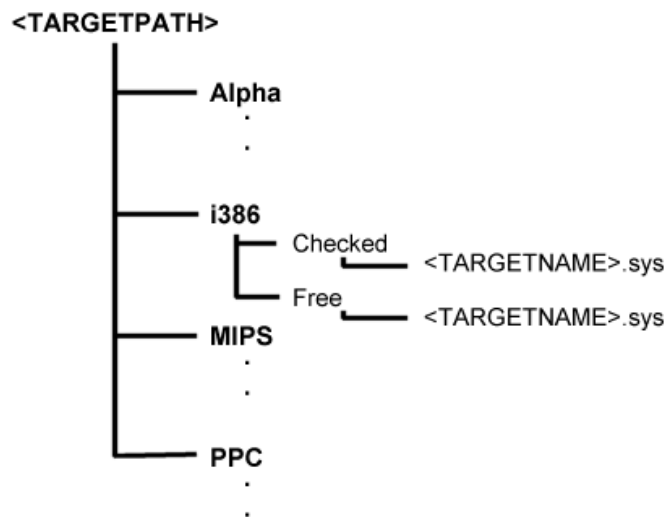 <TARGETPATH>
Alpha
.
.
i386
Checked
<TARGETNAME>.sys
Free
<TARGETNAME>.sys
MIPS
.
.
PPC
.
.